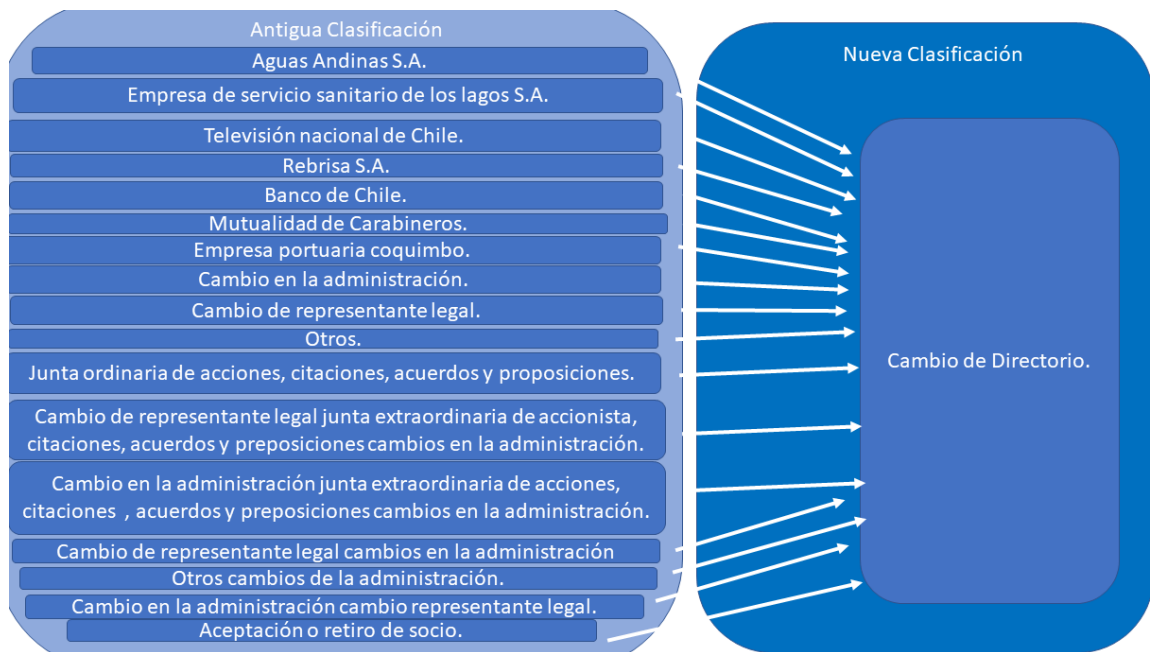 Antigua Clasificación
Aguas Andinas S.A.
Empresa de servicio sanitario de los lagos S.A.
Televisión nacional de Chile.
Rebrisa S.A.
Banco de Chile.
Mutualidad de Carabineros.
Empresa portuaria coquimbo.
Cambio en la administración.
Cambio de representante legal.
Otros.
Junta ordinaria de acciones, citaciones, acuerdos y proposiciones.
Cambio de representante legal junta extraordinaria de accionista,
citaciones, acuerdos y preposiciones cambios en la administración.
Cambio en la administración junta extraordinaria de acciones,
citaciones , acuerdos y preposiciones cambios en la administración.
Cambio de representante legal cambios en la administración
Otros cambios de la administración.
Cambio en la administración cambio representante legal.
Aceptación o retiro de socio.
Nueva Clasificación
Cambio de Directorio.